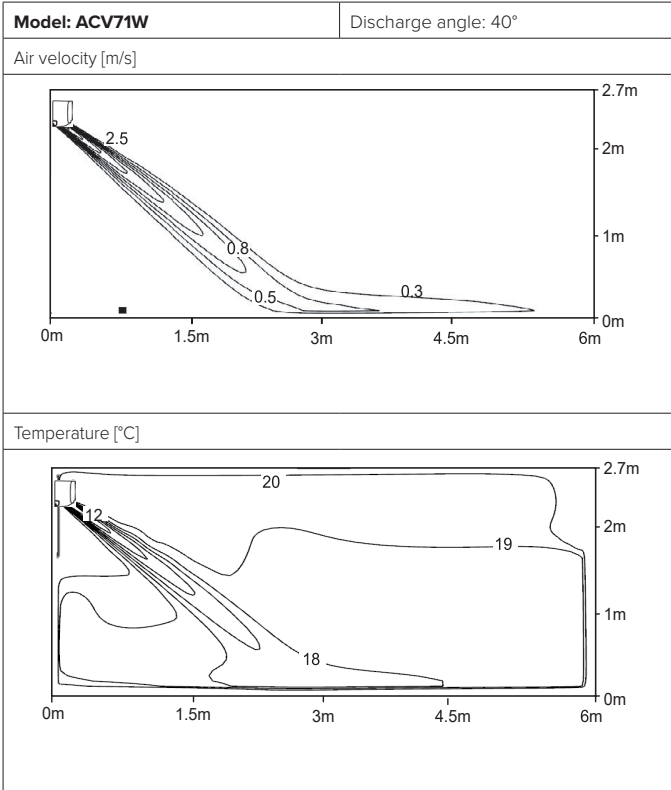 Model: ACV71W Discharge angle: 40°
Air velocity [m/s]
2.7m
2.5
2m
1m
0.8
0.5
0.3
0m
0m 1.5m 3m 4.5m 6m
Temperature [°C]
2.7m
20
12
2m
19
1m
18
0m
0m 1.5m 3m 4.5m 6m